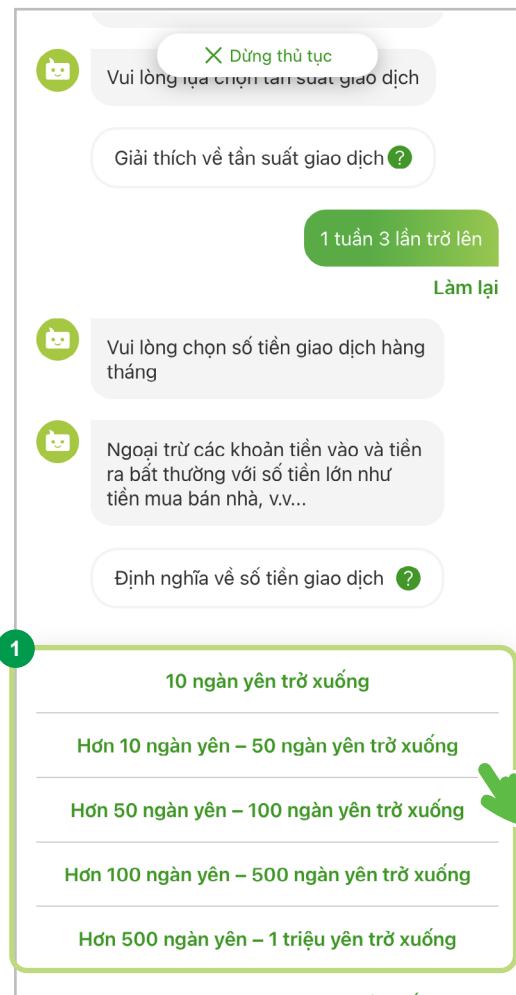 Dừng thủ tục
Vui lòng lựa chọn tần suất giao dịch
Giải thích về tần suất giao dịch ?
1 tuần 3 lần trở lên
Làm lại
Vui lòng chọn số tiền giao dịch hàng
tháng
Ngoại trừ các khoản tiền vào và tiền
ra bất thường với số tiền lớn như
tiền mua bán nhà, v.v...
Định nghĩa về số tiền giao dịch ?
1
10 ngàn yên trở xuống
Hơn 10 ngàn yên – 50 ngàn yên trở xuống
Hơn 50 ngàn yên – 100 ngàn yên trở xuống
Hơn 100 ngàn yên – 500 ngàn yên trở xuống
Hơn 500 ngàn yên – 1 triệu yên trở xuống